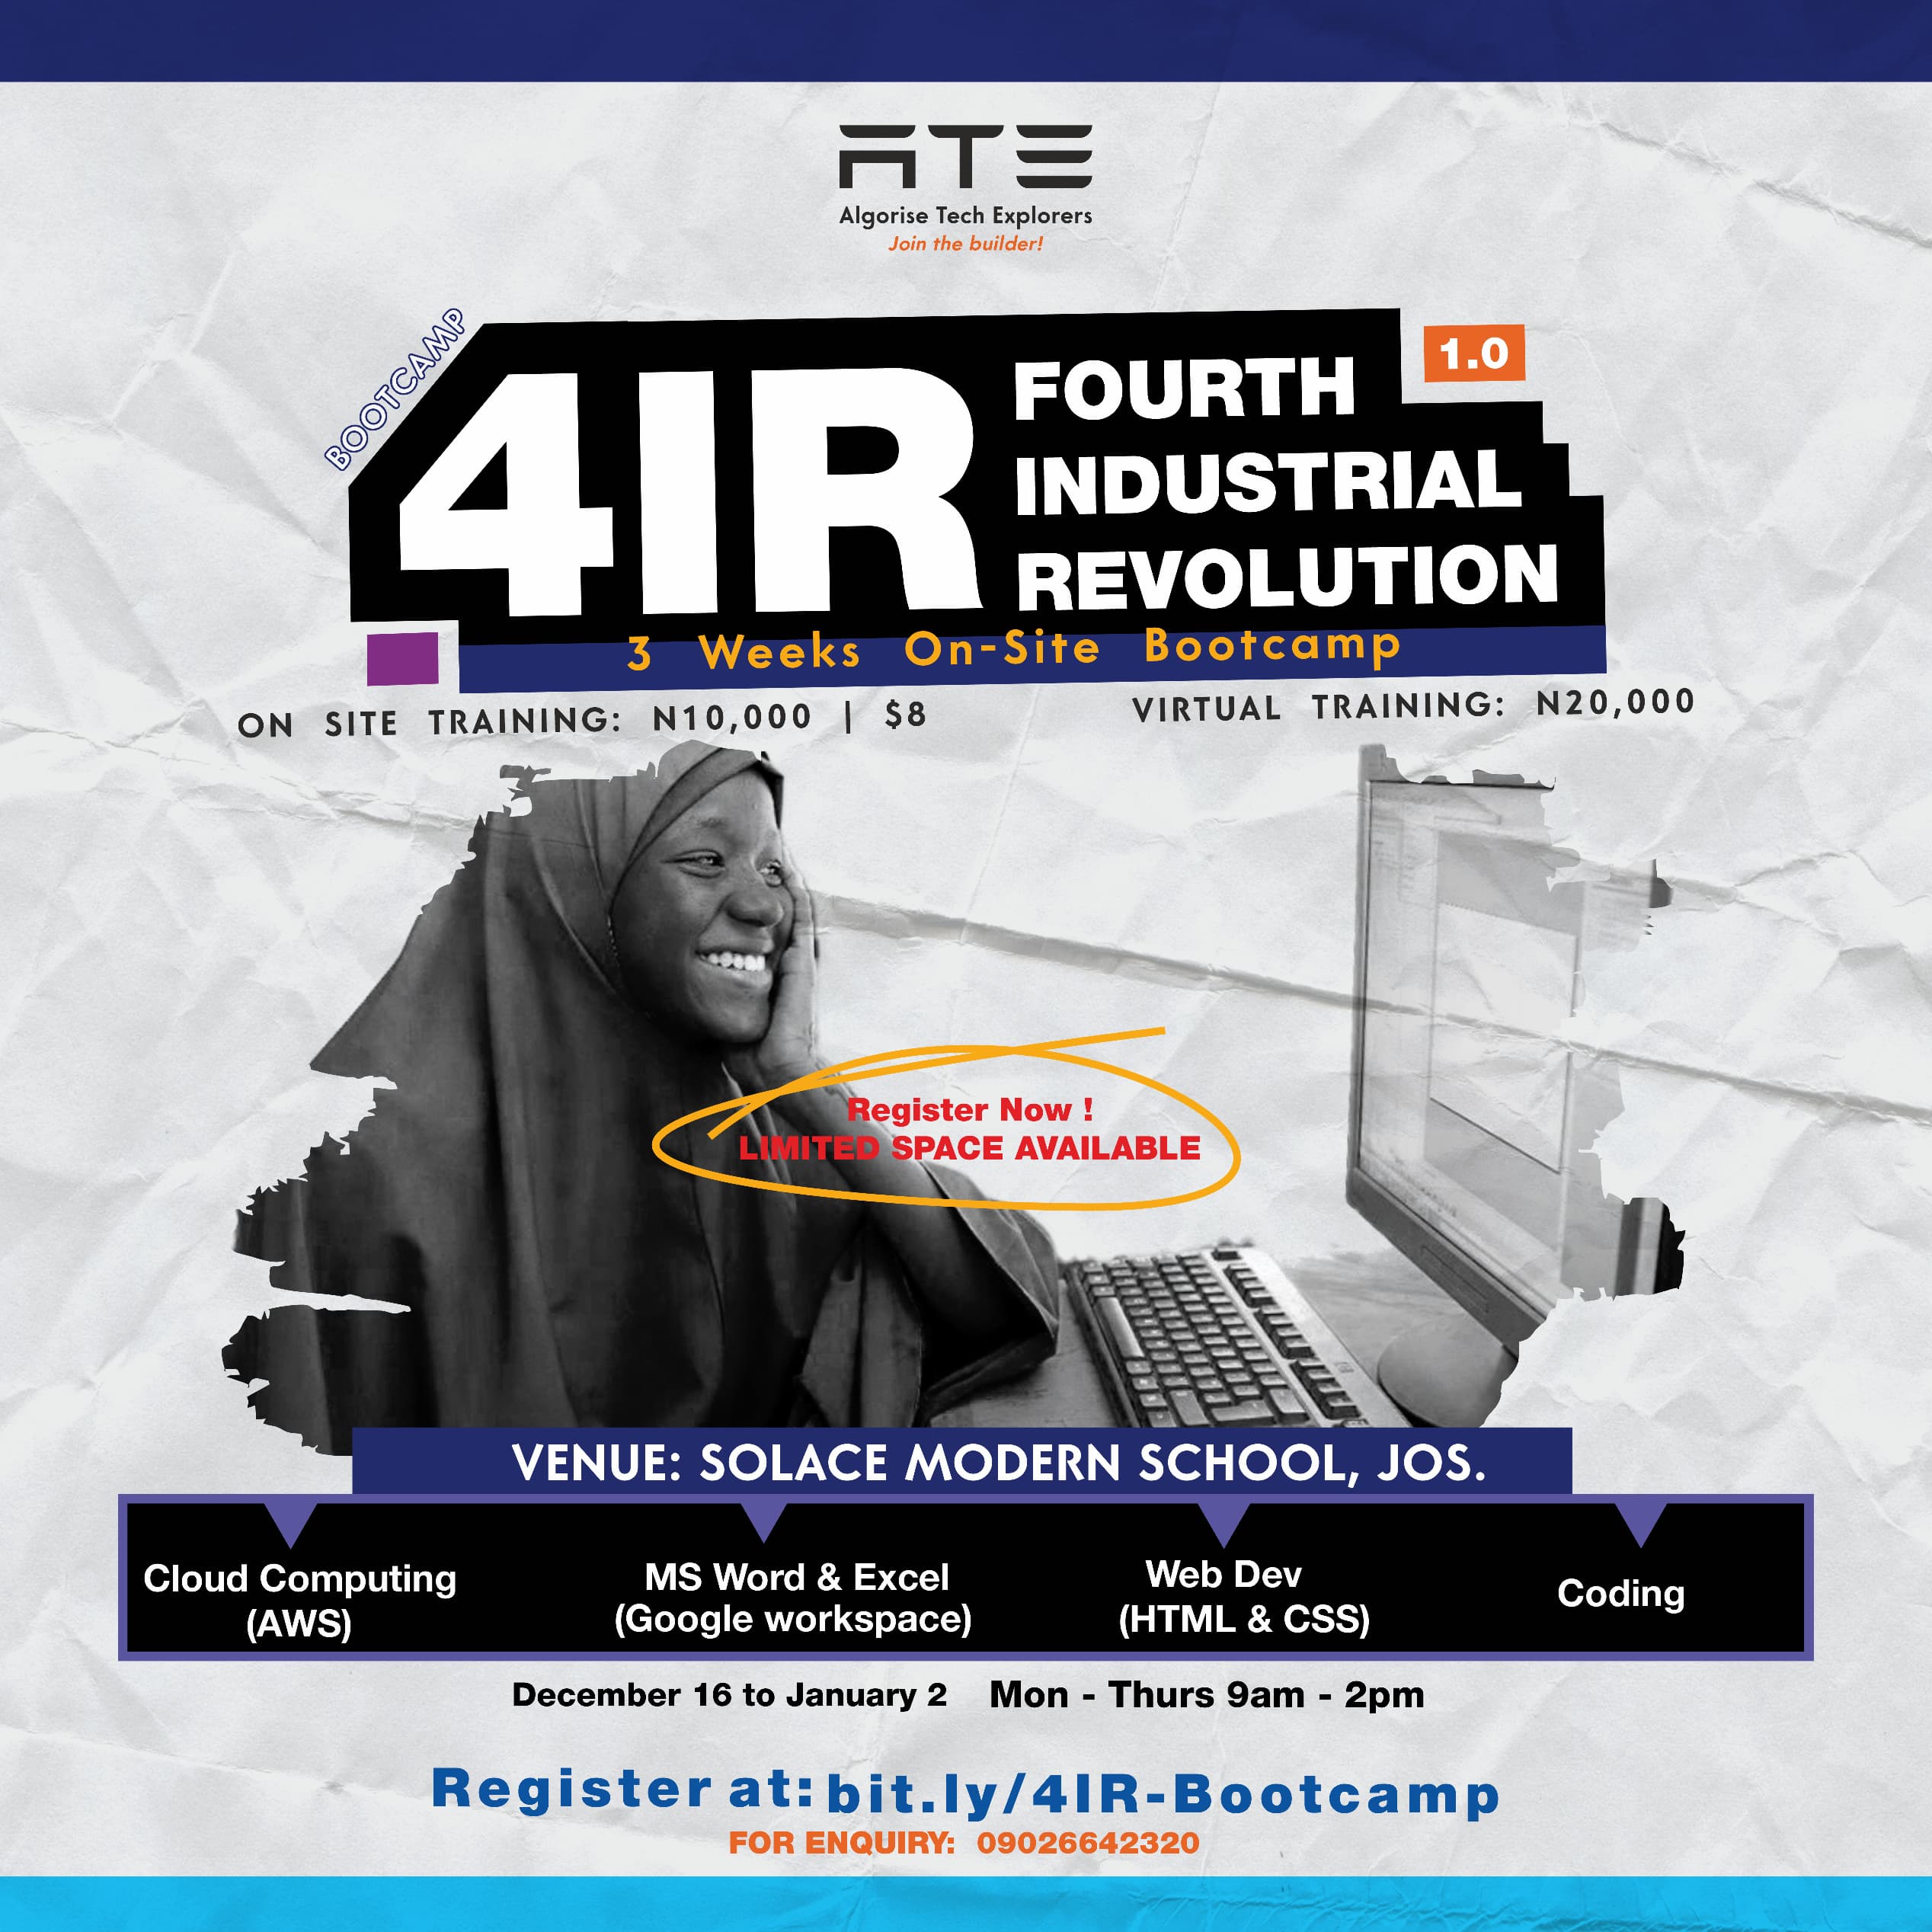 ATE
Algorise Tech Explorers
Join the builder!
BOOTCAMP
4IR
FOURTH
INDUSTRIAL
REVOLUTION
1.0
3 Weeks On-Site Bootcamp
ON SITE TRAINING: N10,000 | $8
VIRTUAL TRAINING: N20,000
Register Now !
LIMITED SPACE AVAILABLE
VENUE: SOLACE MODERN SCHOOL, JOS.
Cloud Computing
(AWS)
MS Word & Excel
(Google workspace)
Web Dev
(HTML & CSS)
Coding
December 16 to January 2 Mon - Thurs 9am - 2pm
Register at: bit.ly/4IR-Bootcamp
FOR ENQUIRY: 09026642320